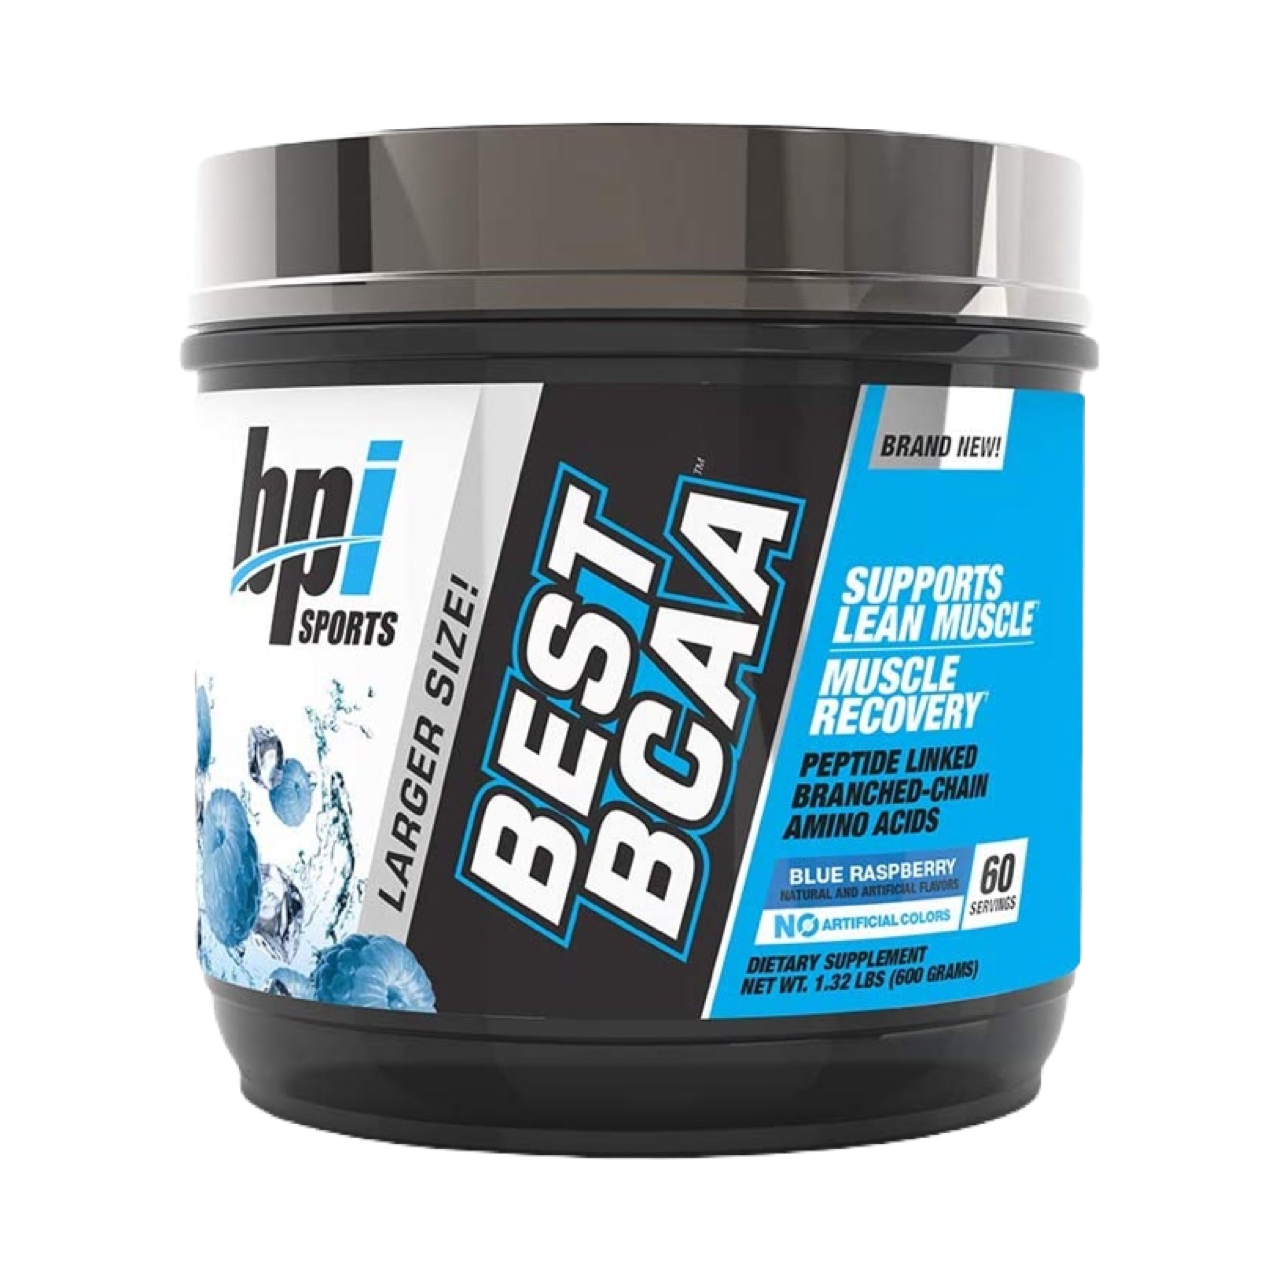 bpi
SPORTS
LARGER SIZE!
BEST
BCAA™
BRAND NEW!
SUPPORTS
LEAN MUSCLE†
MUSCLE
RECOVERY†
PEPTIDE LINKED
BRANCHED-CHAIN
AMINO ACIDS
BLUE RASPBERRY
NATURAL AND ARTIFICIAL FLAVORS
NO ARTIFICIAL COLORS
60
SERVINGS
DIETARY SUPPLEMENT
NET WT. 1.32 LBS (600 GRAMS)